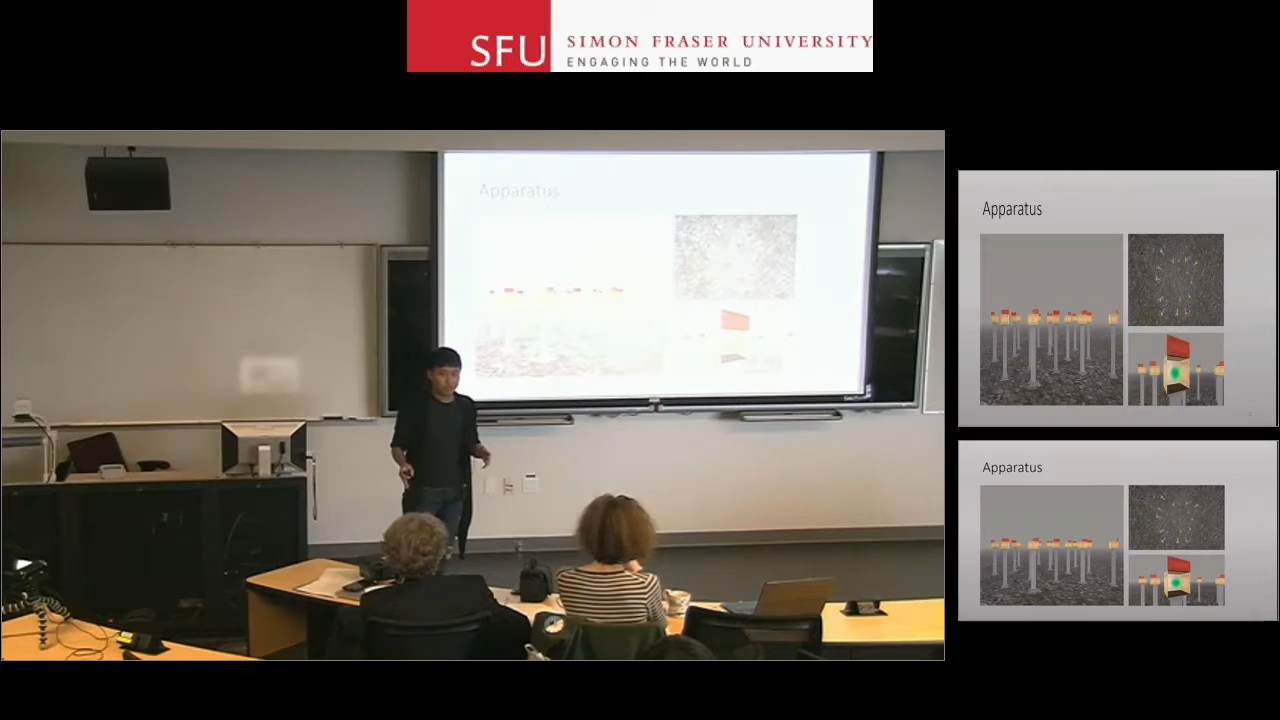 SFU
SIMON FRASER UNIVERSITY
ENGAGING THE WORLD
Apparatus
Apparatus
Apparatus